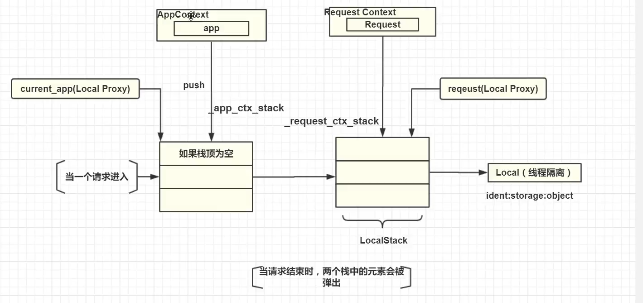 AppContext
app
Request Context
Request
push
current_app(Local Proxy)
reqeust(Local Proxy)
_app_ctx_stack
_request_ctx_stack
如果栈顶为空
当一个请求进入
Local（线程隔离）
ident:storage:object
LocalStack
当请求结束时，两个栈中的元素会被
弹出